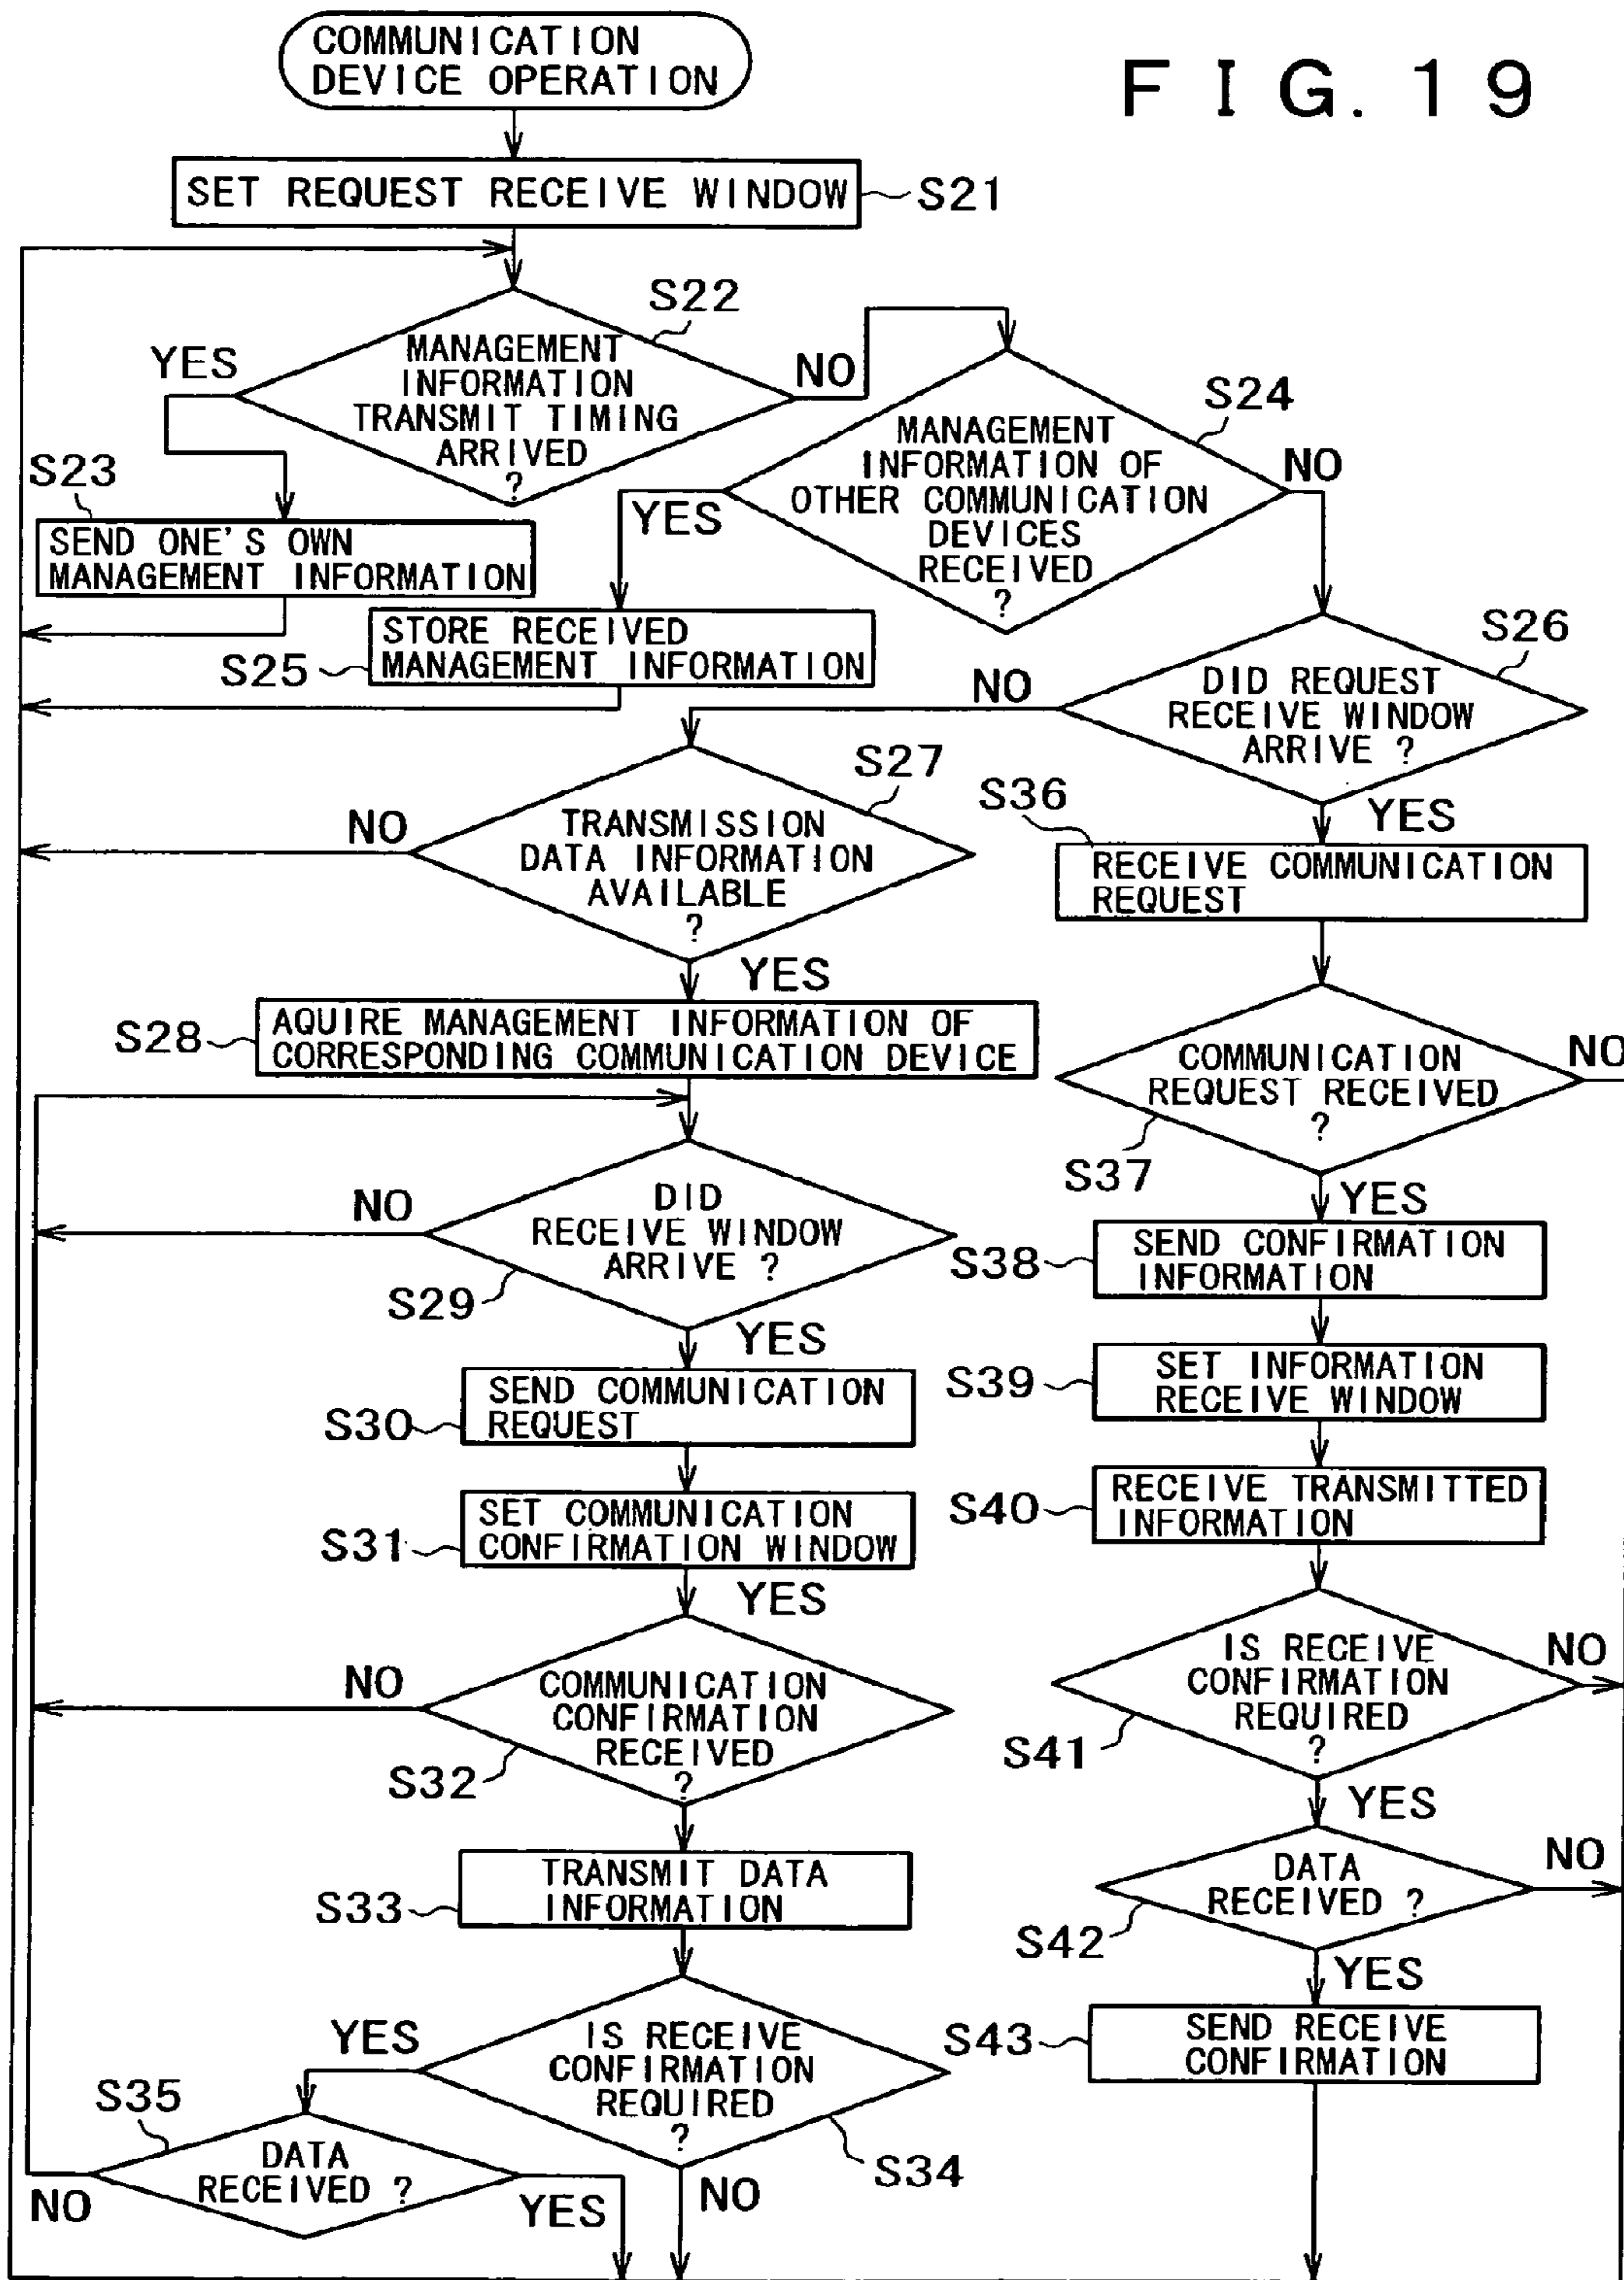 COMMUNICATION
DEVICE OPERATION
FIG. 19
SET REQUEST RECEIVE WINDOW
S21
S22
MANAGEMENT
INFORMATION
TRANSMIT TIMING
ARRIVED
?
YES
NO
S23
SEND ONE'S OWN
MANAGEMENT INFORMATION
S24
MANAGEMENT
INFORMATION OF
OTHER COMMUNICATION
DEVICES
RECEIVED
?
YES
NO
STORE RECEIVED
MANAGEMENT INFORMATION
S25
S26
DID REQUEST
RECEIVE WINDOW
ARRIVE ?
NO
YES
S27
TRANSMISSION
DATA INFORMATION
AVAILABLE
?
NO
YES
S28
AQUIRE MANAGEMENT INFORMATION OF
CORRESPONDING COMMUNICATION DEVICE
DID
RECEIVE WINDOW
ARRIVE ?
NO
S29
YES
SEND COMMUNICATION
REQUEST
S30
SET COMMUNICATION
CONFIRMATION WINDOW
S31
YES
COMMUNICATION
CONFIRMATION
RECEIVED
?
NO
S32
TRANSMIT DATA
INFORMATION
S33
IS RECEIVE
CONFIRMATION
REQUIRED
?
YES
S34
NO
S35
DATA
RECEIVED ?
NO
YES
S36
RECEIVE COMMUNICATION
REQUEST
COMMUNICATION
REQUEST RECEIVED
?
NO
S37
YES
S38
SEND CONFIRMATION
INFORMATION
S39
SET INFORMATION
RECEIVE WINDOW
S40
RECEIVE TRANSMITTED
INFORMATION
IS RECEIVE
CONFIRMATION
REQUIRED
?
NO
S41
YES
DATA
RECEIVED ?
NO
S42
YES
S43
SEND RECEIVE
CONFIRMATION